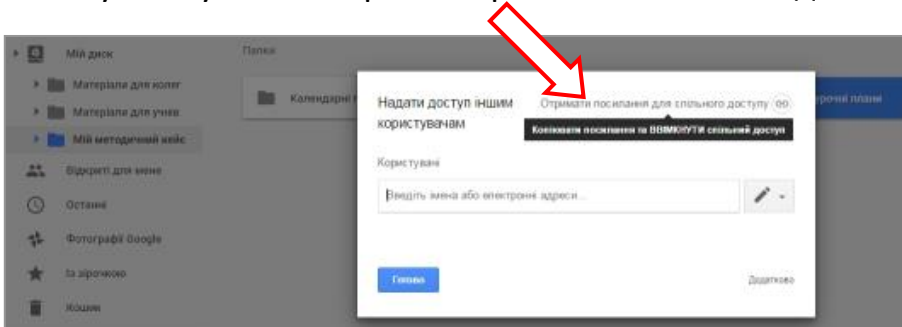 Мій диск
Папки
Матеріали для колег
Матеріали для учнів
Мій методичний кейс
Відкриті для мене
Останні
Фотографії Google
Із зірочкою
Кошик
Календарні
Надати доступ іншим користувачам
Отримати посилання для спільного доступу
Копіювати посилання та ВВІМКНУТИ спільний доступ
Користувачі
Введіть імена або електронні адреси...
Готово
Додатково
плани